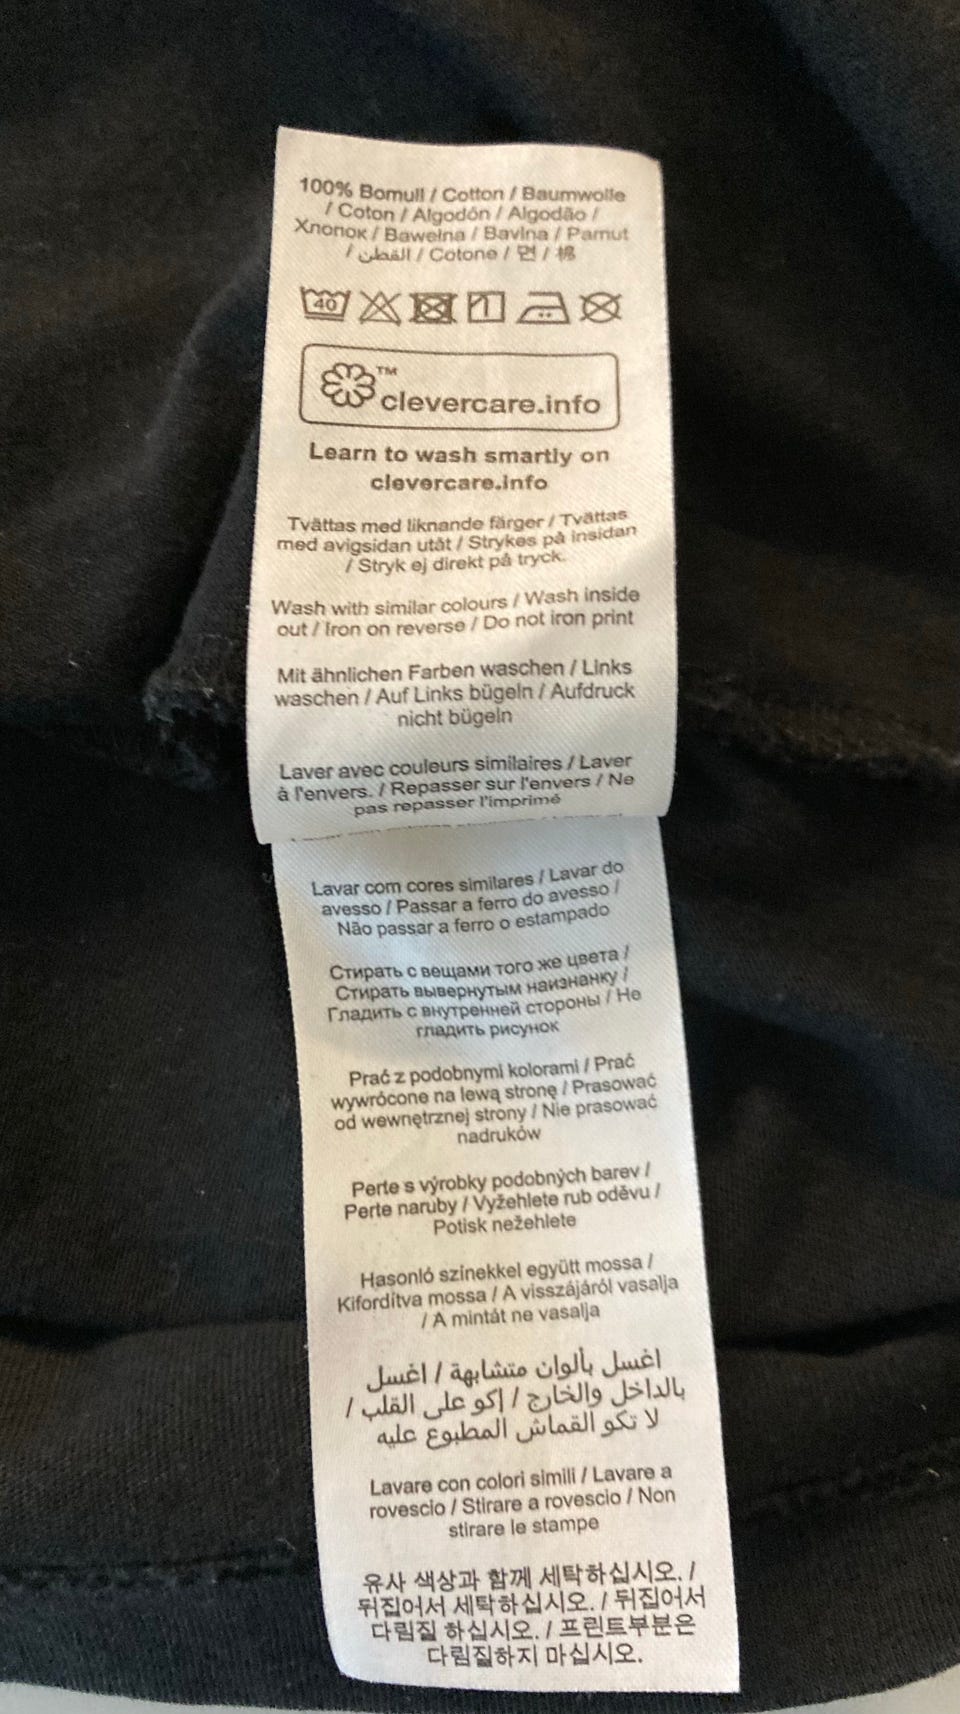 100% Bomull / Cotton / Baumwolle
/ Coton / Algodón / Algodão /
Хлопок / Bawełna / Bavlna / Pamut
/ القطن / Cotone / 면 / 棉
40
™
clevercare.info
Learn to wash smartly on
clevercare.info
Tvättas med liknande färger / Tvättas
med avigsidan utåt / Strykes på insidan
/ Stryk ej direkt på tryck.
Wash with similar colours / Wash inside
out / Iron on reverse / Do not iron print
Mit ähnlichen Farben waschen / Links
waschen / Auf Links bügeln / Aufdruck
nicht bügeln
Laver avec couleurs similaires / Laver
à l'envers. / Repasser sur l'envers / Ne
pas repasser l'imprimé
Lavar com cores similares / Lavar do
avesso / Passar a ferro do avesso /
Não passar a ferro o estampado
Стирать с вещами того же цвета /
Стирать вывернутым наизнанку /
Гладить с внутренней стороны / Не
гладить рисунок
Prać z podobnymi kolorami / Prać
wywrócone na lewą stronę / Prasować
od wewnętrznej strony / Nie prasować
nadruków
Perte s výrobky podobných barev /
Perte naruby / Vyžehlete rub oděvu /
Potisk nežehlete
Hasonló színekkel együtt mossa /
Kifordítva mossa / A visszájáról vasalja
/ A mintát ne vasalja
اغسل بألوان متشابهة / اغسل
بالداخل والخارج / إكو على القلب /
لا تكو القماش المطبوع عليه
Lavare con colori simili / Lavare a
rovescio / Stirare a rovescio / Non
stirare le stampe
유사 색상과 함께 세탁하십시오. /
뒤집어서 세탁하십시오. / 뒤집어서
다림질 하십시오. / 프린트부분은
다림질하지 마십시오.